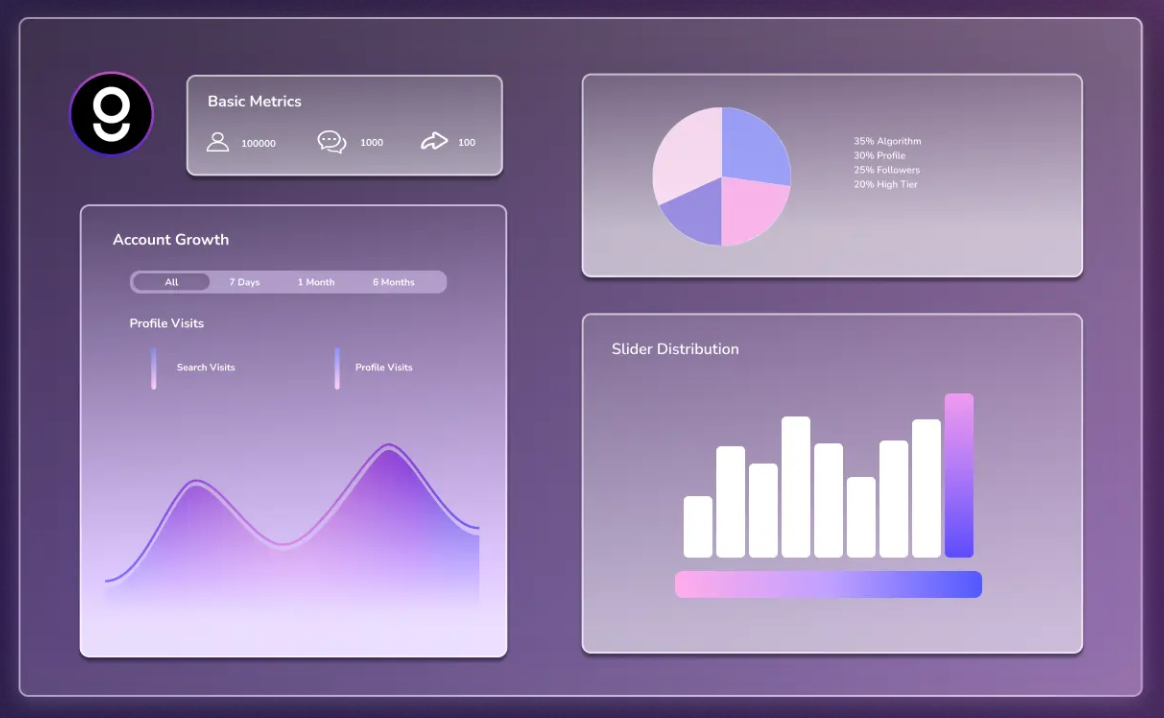 Basic Metrics
100000 1000 100
Account Growth
All 7 Days 1 Month 6 Months
Profile Visits
Search Visits Profile Visits
35% Algorithm
30% Profile
25% Followers
20% High Tier
Slider Distribution